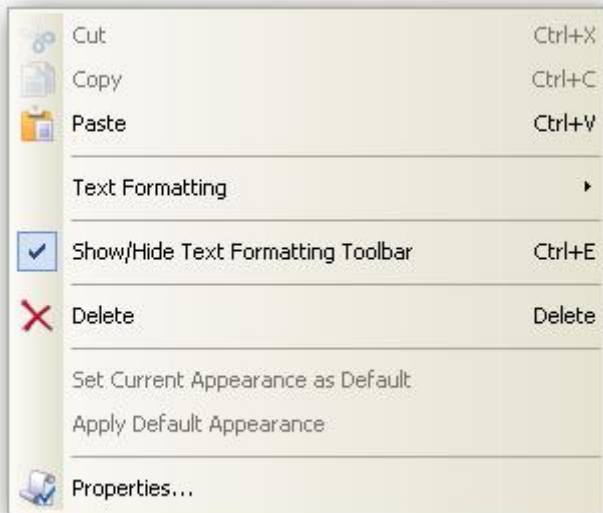 Cut Ctrl+X
Copy Ctrl+C
Paste Ctrl+V
Text Formatting
Show/Hide Text Formatting Toolbar Ctrl+E
Delete Delete
Set Current Appearance as Default
Apply Default Appearance
Properties...